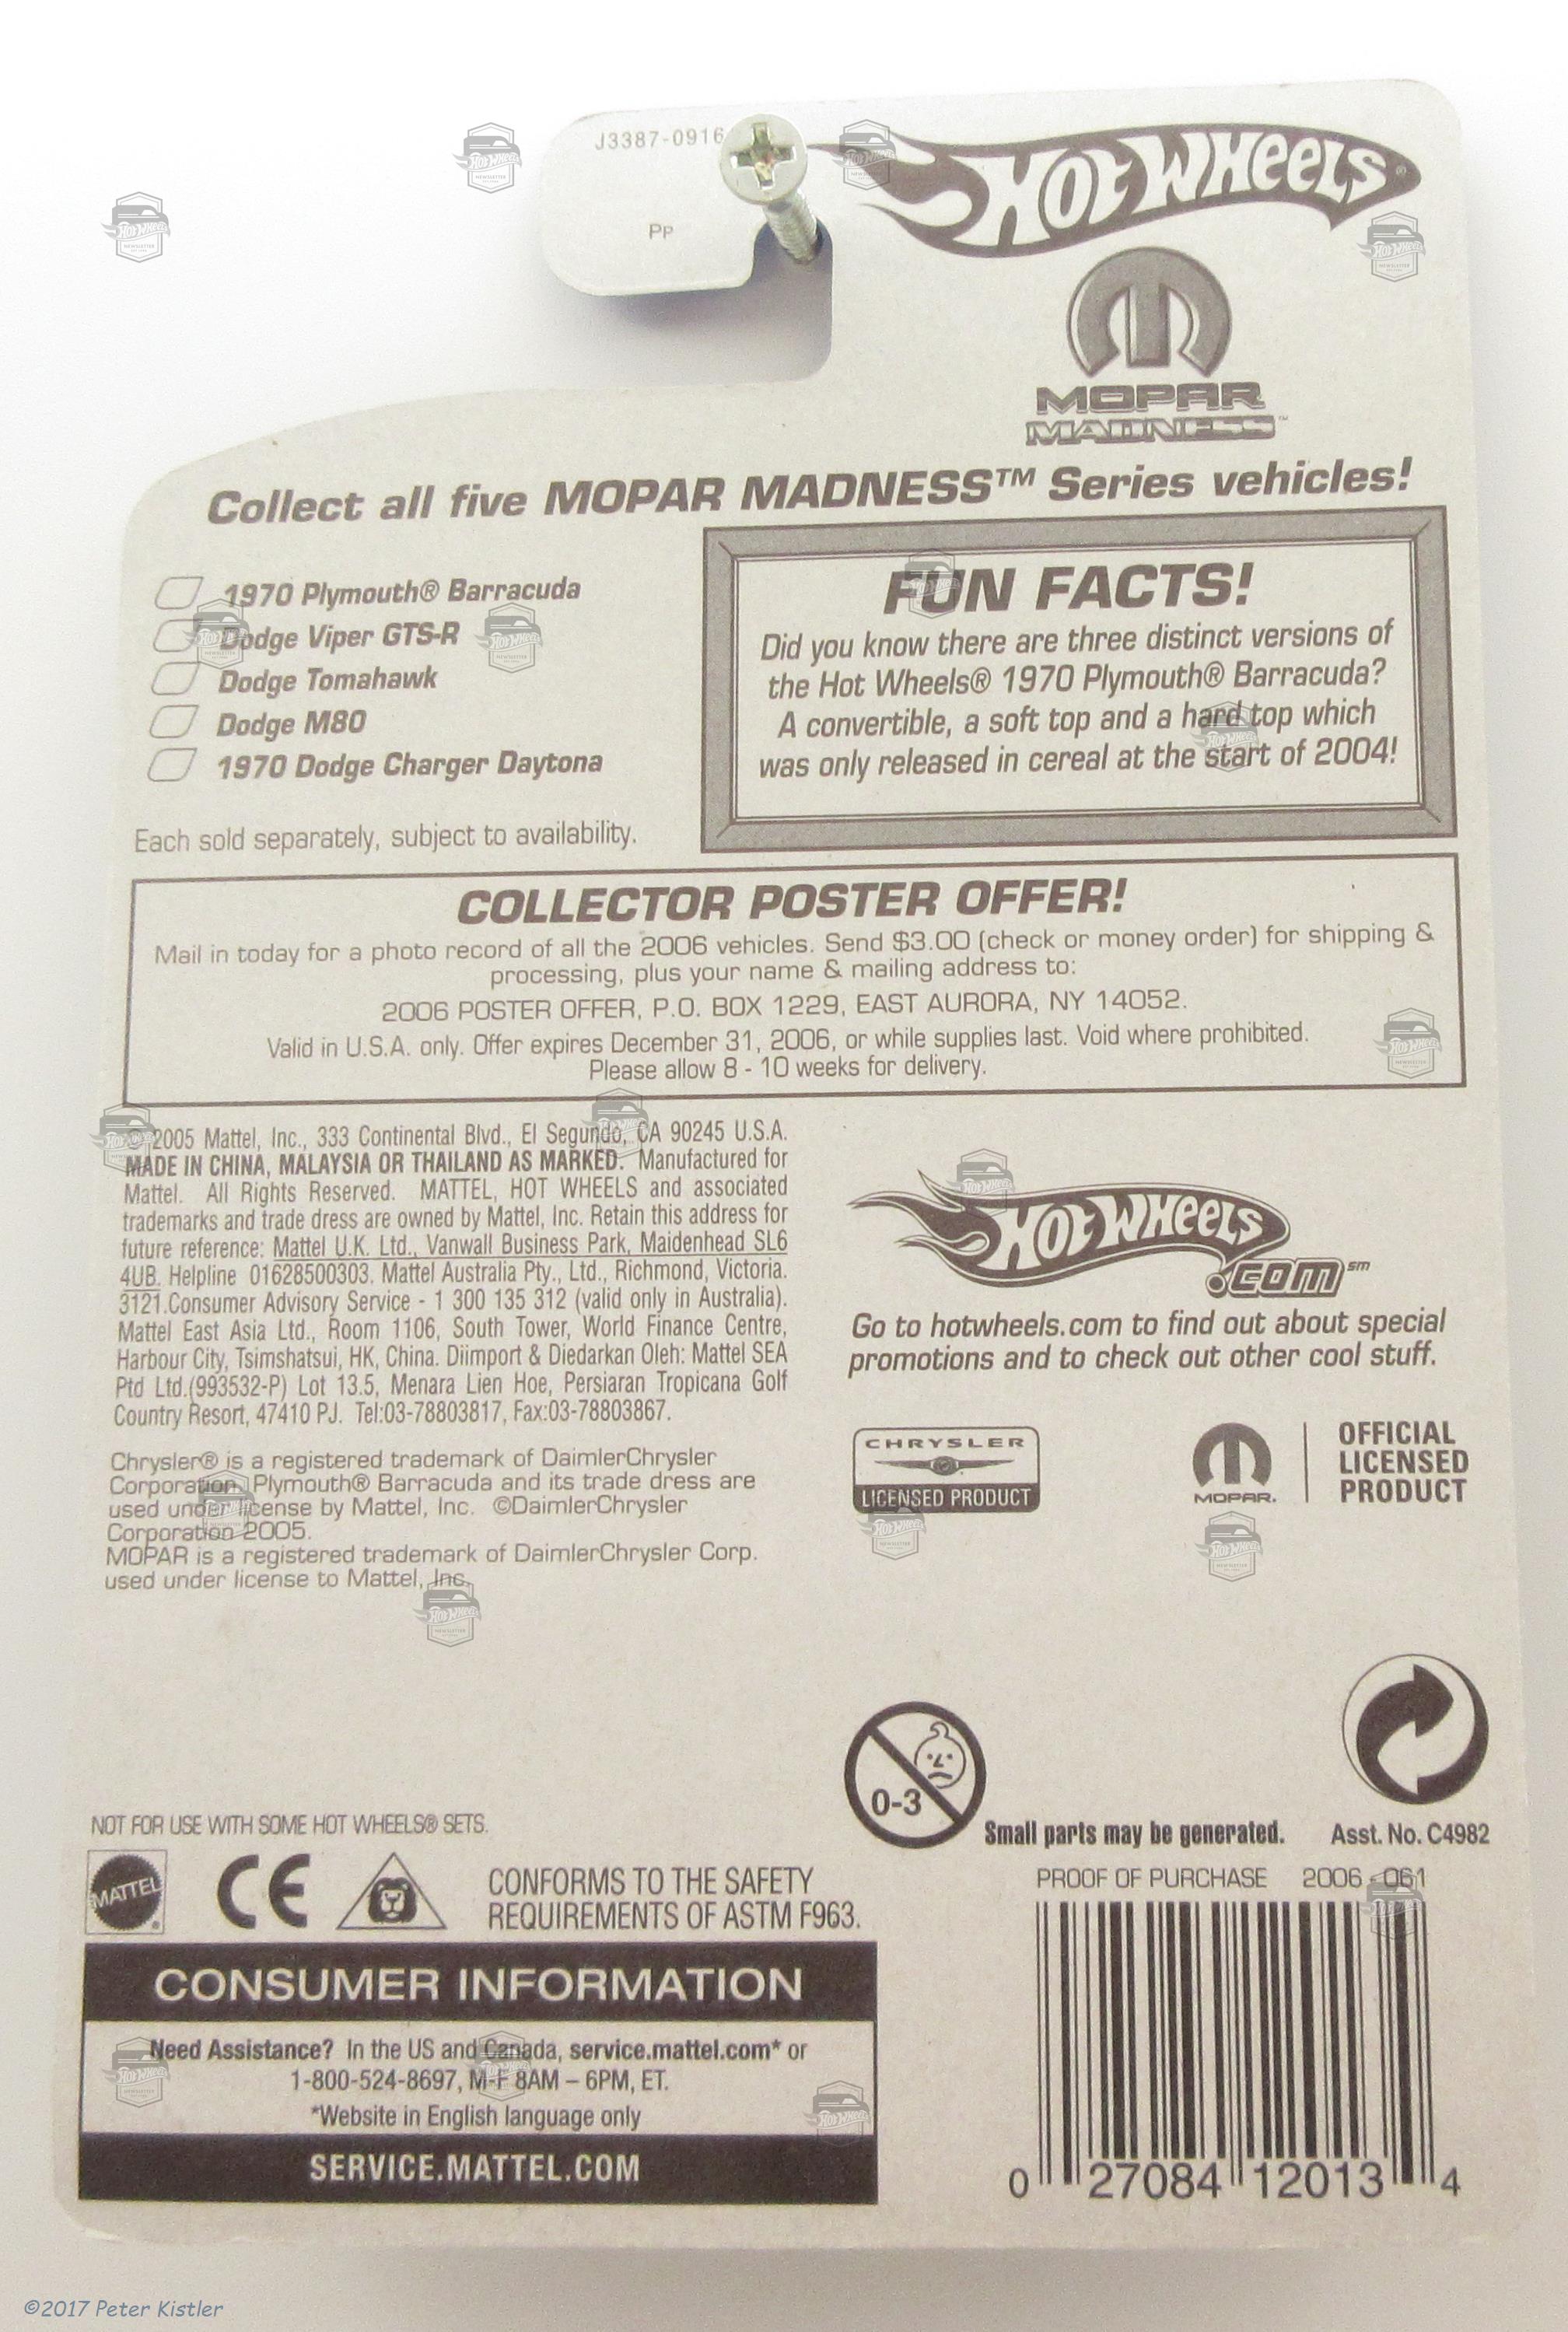 J3387-0916
Pp
HOT WHEELS®
MOPAR
MADNESS™
Collect all five MOPAR MADNESS™ Series vehicles!
1970 Plymouth® Barracuda
Dodge Viper GTS-R
Dodge Tomahawk
Dodge M80
1970 Dodge Charger Daytona
Each sold separately, subject to availability.
FUN FACTS!
Did you know there are three distinct versions of
the Hot Wheels® 1970 Plymouth® Barracuda?
A convertible, a soft top and a hard top which
was only released in cereal at the start of 2004!
COLLECTOR POSTER OFFER!
Mail in today for a photo record of all the 2006 vehicles. Send $3.00 (check or money order) for shipping &
processing, plus your name & mailing address to:
2006 POSTER OFFER, P.O. BOX 1229, EAST AURORA, NY 14052.
Valid in U.S.A. only. Offer expires December 31, 2006, or while supplies last. Void where prohibited.
Please allow 8 - 10 weeks for delivery.
© 2005 Mattel, Inc., 333 Continental Blvd., El Segundo, CA 90245 U.S.A.
MADE IN CHINA, MALAYSIA OR THAILAND AS MARKED. Manufactured for
Mattel. All Rights Reserved. MATTEL, HOT WHEELS and associated
trademarks and trade dress are owned by Mattel, Inc. Retain this address for
future reference: Mattel U.K. Ltd., Vanwall Business Park, Maidenhead SL6
4UB. Helpline 01628500303. Mattel Australia Pty., Ltd., Richmond, Victoria.
3121.Consumer Advisory Service - 1 300 135 312 (valid only in Australia).
Mattel East Asia Ltd., Room 1106, South Tower, World Finance Centre,
Harbour City, Tsimshatsui, HK, China. Diimport & Diedarkan Oleh: Mattel SEA
Ptd Ltd.(993532-P) Lot 13.5, Menara Lien Hoe, Persiaran Tropicana Golf
Country Resort, 47410 PJ. Tel:03-78803817, Fax:03-78803867.
Chrysler® is a registered trademark of DaimlerChrysler
Corporation. Plymouth® Barracuda and its trade dress are
used under license by Mattel, Inc. ©DaimlerChrysler
Corporation 2005.
MOPAR is a registered trademark of DaimlerChrysler Corp.
used under license to Mattel, Inc.
HOT WHEELS
.com℠
Go to hotwheels.com to find out about special
promotions and to check out other cool stuff.
CHRYSLER
LICENSED PRODUCT
MOPAR.
OFFICIAL
LICENSED
PRODUCT
0-3
Small parts may be generated.
Asst. No. C4982
NOT FOR USE WITH SOME HOT WHEELS® SETS.
MATTEL®
CE
CONFORMS TO THE SAFETY
REQUIREMENTS OF ASTM F963.
PROOF OF PURCHASE 2006 - 061
CONSUMER INFORMATION
Need Assistance? In the US and Canada, service.mattel.com* or
1-800-524-8697, M-F 8AM – 6PM, ET.
*Website in English language only
SERVICE.MATTEL.COM
0 27084 12013 4
©2017 Peter Kistler